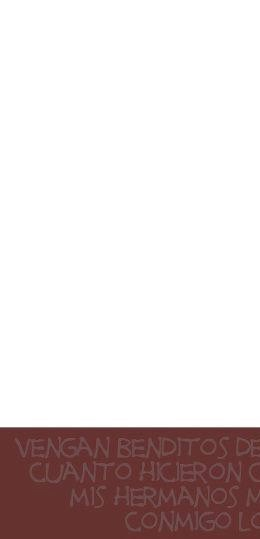 VENGAN BENDITOS DE
CUANTO HICIERON
MIS HERMANOS M
CONMIGO LO